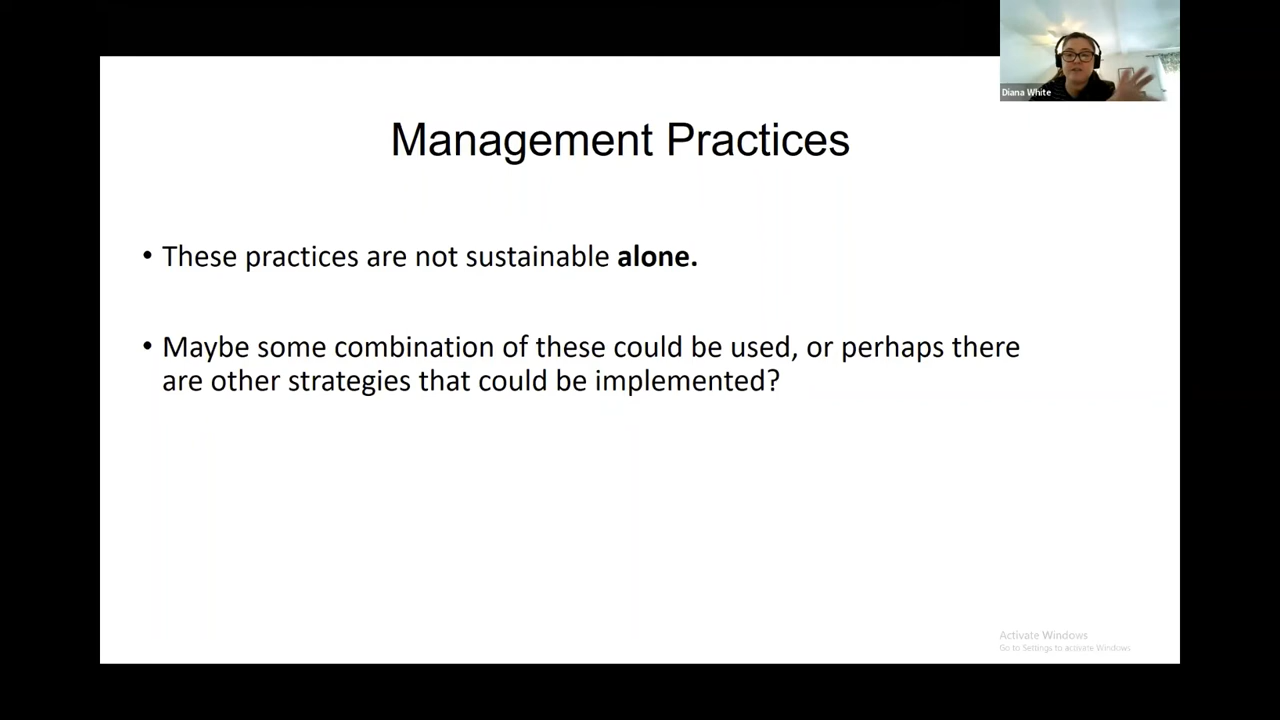 Diana White
Management Practices
• These practices are not sustainable alone.
• Maybe some combination of these could be used, or perhaps there
are other strategies that could be implemented?
Activate Windows
Go to Settings to activate Windows.